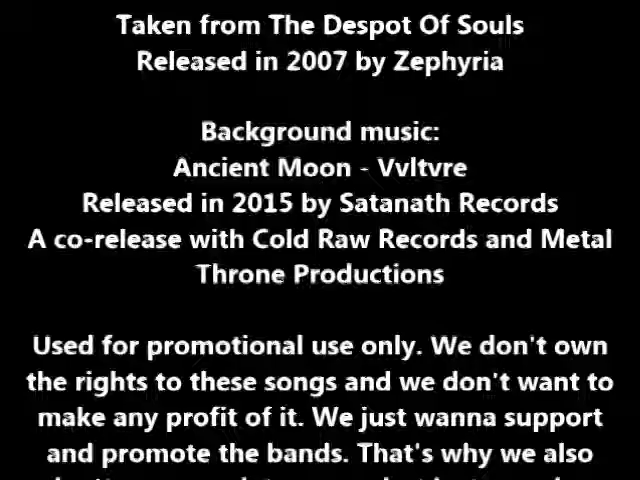 Taken from The Despot Of Souls
Released in 2007 by Zephyria
Background music:
Ancient Moon - Vvltvre
Released in 2015 by Satanath Records
A co-release with Cold Raw Records and Metal
Throne Productions
Used for promotional use only. We don't own
the rights to these songs and we don't want to
make any profit of it. We just wanna support
and promote the bands. That's why we also